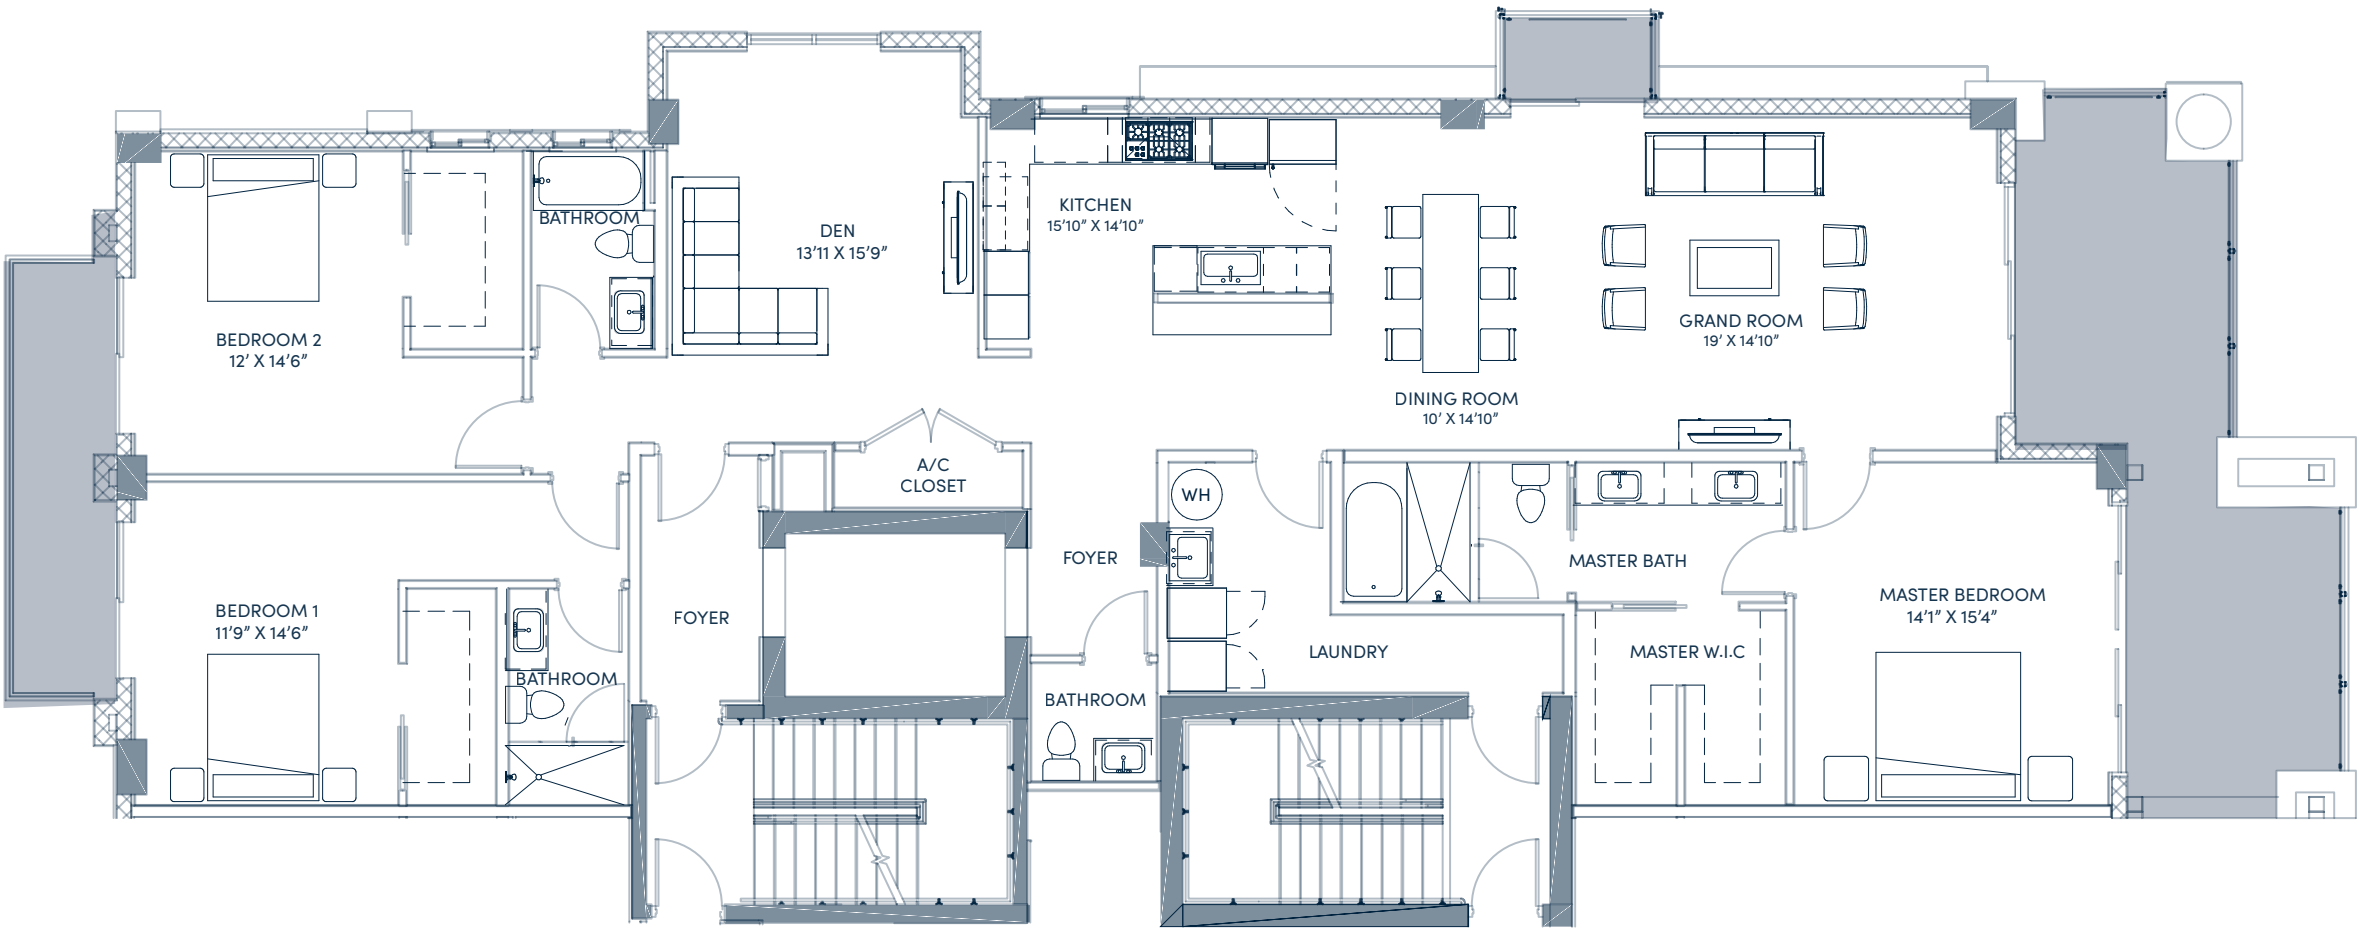 BATHROOM
KITCHEN
15'10" X 14'10"
DEN
13'11 X 15'9"
GRAND ROOM
19' X 14'10"
BEDROOM 2
12' X 14'6"
DINING ROOM
10' X 14'10"
A/C
CLOSET
WH
FOYER
MASTER BATH
MASTER BEDROOM
14'1" X 15'4"
BEDROOM 1
11'9" X 14'6"
FOYER
LAUNDRY
MASTER W.I.C
BATHROOM
BATHROOM